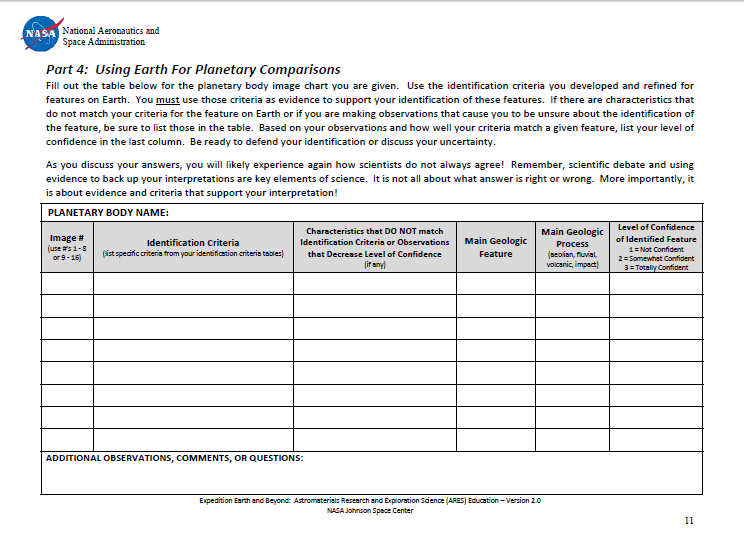 NASA
National Aeronautics and
Space Administration
Part 4: Using Earth For Planetary Comparisons
Fill out the table below for the planetary body image chart you are given. Use the identification criteria you developed and refined for
features on Earth. You must use those criteria as evidence to support your identification of these features. If there are characteristics that
do not match your criteria for the feature on Earth or if you are making observations that cause you to be unsure about the identification of
the feature, be sure to list those in the table. Based on your observations and how well your criteria match a given feature, list your level of
confidence in the last column. Be ready to defend your identification or discuss your uncertainty.
As you discuss your answers, you will likely experience again how scientists do not always agree! Remember, scientific debate and using
evidence to back up your interpretations are key elements of science. It is not all about what answer is right or wrong. More importantly, it
is about evidence and criteria that support your interpretation!
PLANETARY BODY NAME:
Image #
(use #'s 1 - 8
or 9 - 16)
Identification Criteria
(list specific criteria from your identification criteria tables)
Characteristics that DO NOT match
Identification Criteria or Observations
that Decrease Level of Confidence
(if any)
Main Geologic
Feature
Main Geologic
Process
(aeolian, fluvial,
volcanic, impact)
Level of Confidence
of Identified Feature
1 = Not Confident
2 = Somewhat Confident
3 = Totally Confident
ADDITIONAL OBSERVATIONS, COMMENTS, OR QUESTIONS:
Expedition Earth and Beyond: Astromaterials Research and Exploration Science (ARES) Education – Version 2.0
NASA Johnson Space Center
11